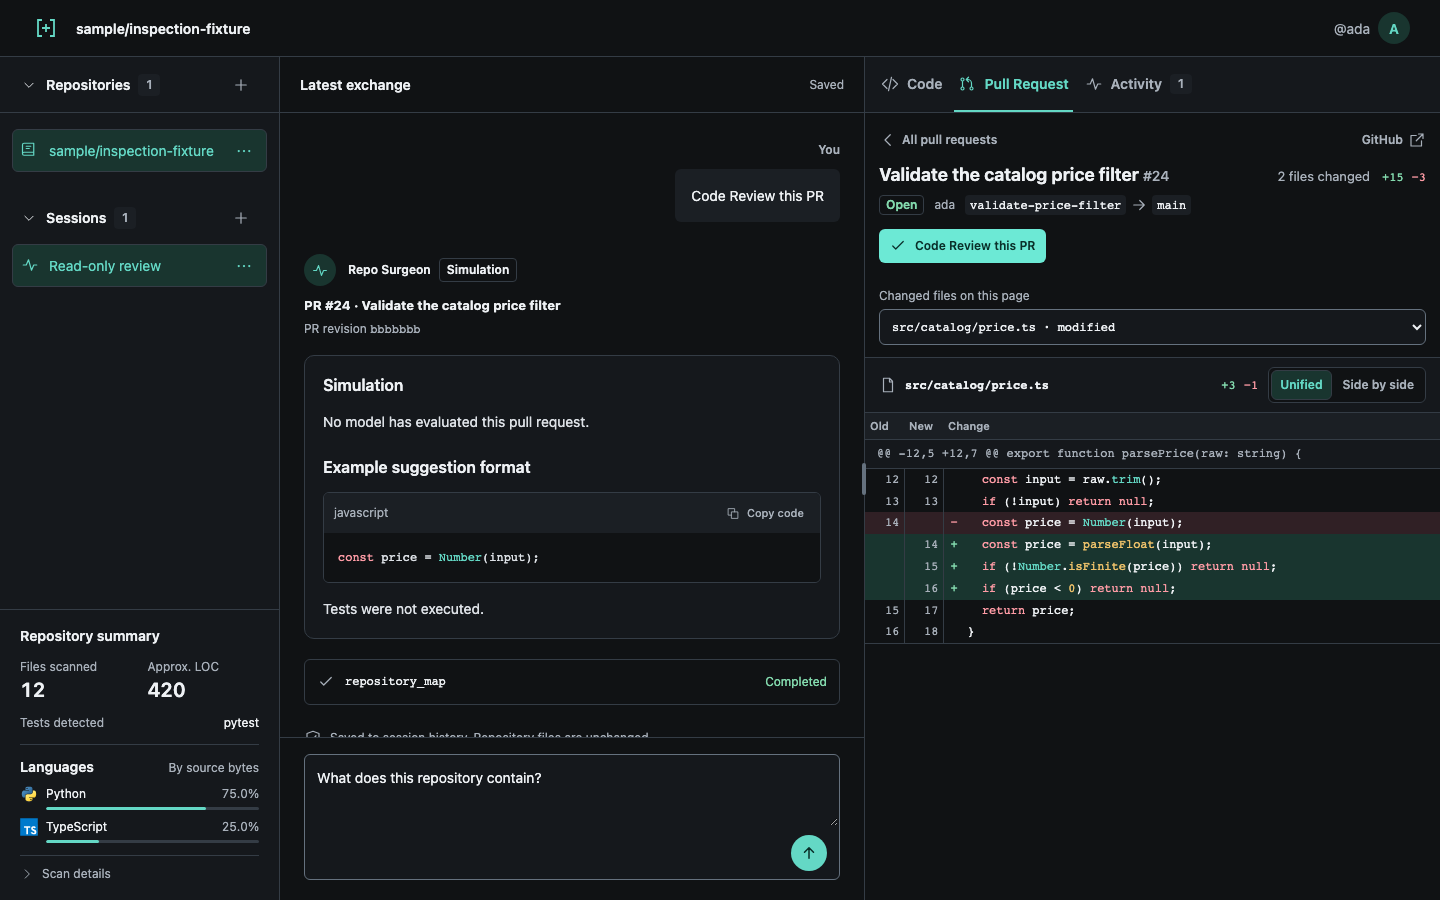 sample/inspection-fixture
@ada A
Repositories 1
sample/inspection-fixture
Sessions 1
Read-only review
Repository summary
Files scanned Approx. LOC
12 420
Tests detected pytest
Languages By source bytes
Python 75.0%
TS TypeScript 25.0%
Scan details
Latest exchange Saved
You
Code Review this PR
Repo Surgeon Simulation
PR #24 · Validate the catalog price filter
PR revision bbbbbbb
Simulation
No model has evaluated this pull request.
Example suggestion format
javascript Copy code
const price = Number(input);
Tests were not executed.
repository_map Completed
Saved to session history. Repository files are unchanged.
What does this repository contain?
Code Pull Request Activity 1
All pull requests GitHub
Validate the catalog price filter #24 2 files changed +15 −3
Open ada validate-price-filter → main
Code Review this PR
Changed files on this page
src/catalog/price.ts · modified
src/catalog/price.ts +3 −1 Unified Side by side
Old New Change
@@ −12,5 +12,7 @@ export function parsePrice(raw: string) {
12 12 const input = raw.trim();
13 13 if (!input) return null;
14 − const price = Number(input);
14 + const price = parseFloat(input);
15 + if (!Number.isFinite(price)) return null;
16 + if (price < 0) return null;
15 17 return price;
16 18 }